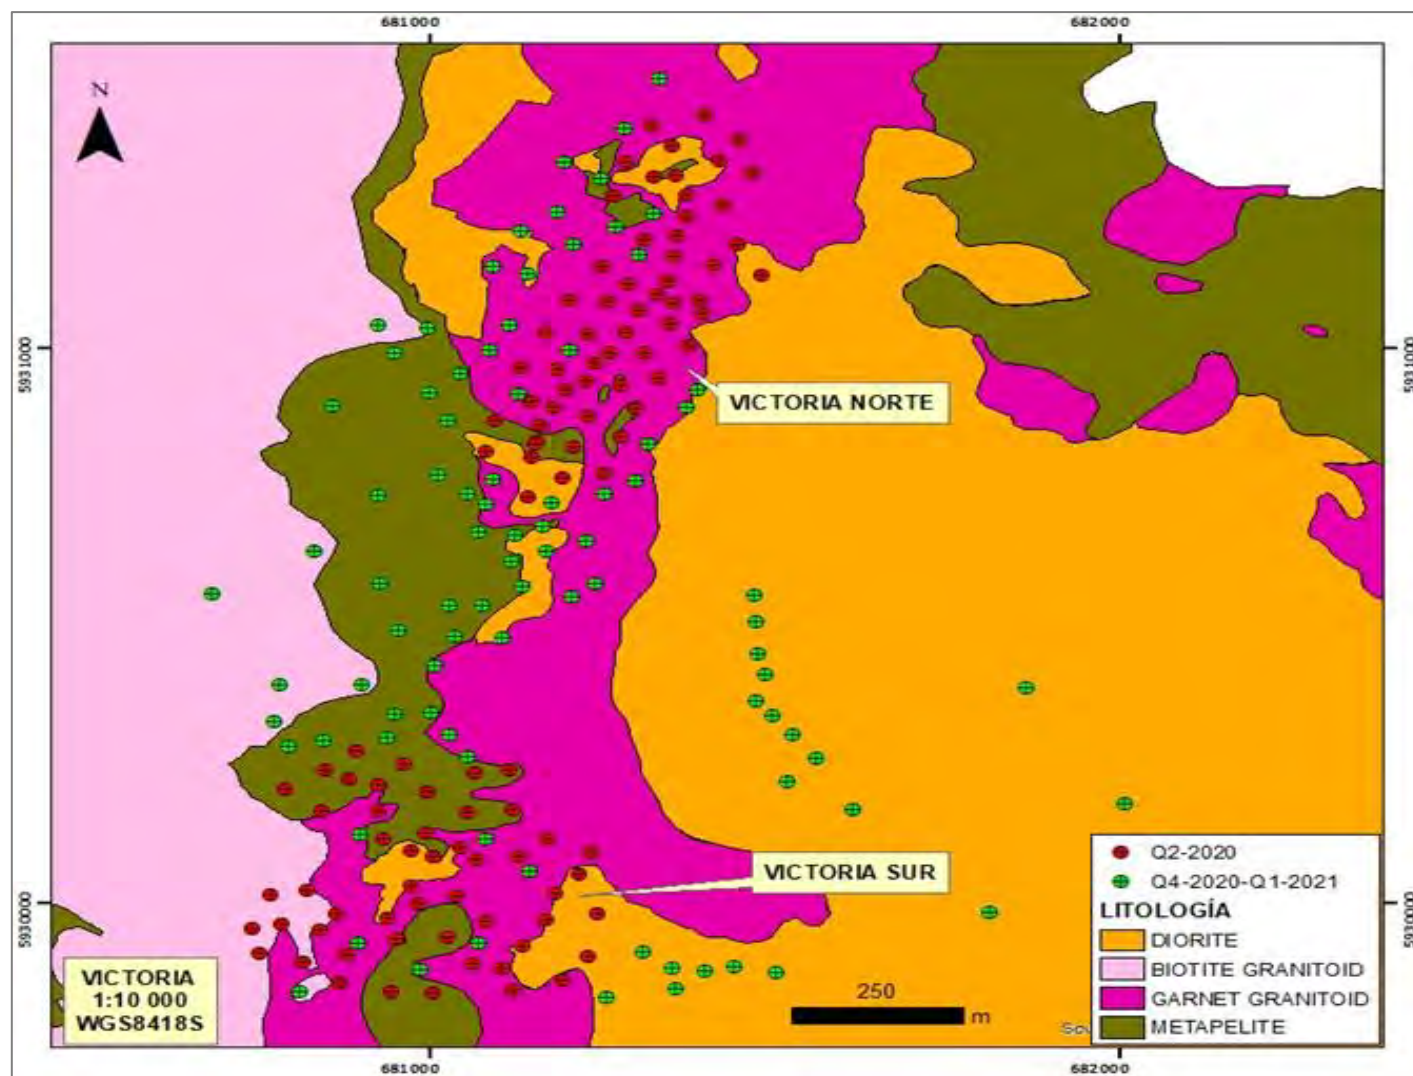 681000
682000
N
5931000
5931000
VICTORIA NORTE
VICTORIA SUR
5930000
5930000
Q2-2020
Q4-2020-Q1-2021
LITOLOGÍA
DIORITE
BIOTITE GRANITOID
GARNET GRANITOID
METAPELITE
VICTORIA
1:10 000
WGS8418S
250
m
681000
682000